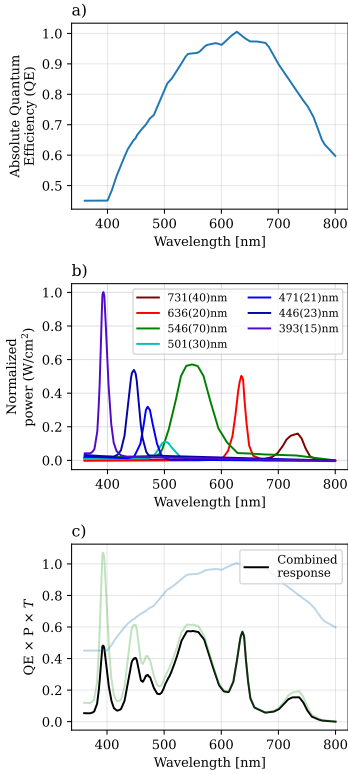 a)
Absolute Quantum
Efficiency (QE)
1.0
0.9
0.8
0.7
0.6
0.5
400 500 600 700 800
Wavelength [nm]
b)
Normalized
power (W/cm²)
1.0
0.8
0.6
0.4
0.2
0.0
731(40)nm
636(20)nm
546(70)nm
501(30)nm
471(21)nm
446(23)nm
393(15)nm
400 500 600 700 800
Wavelength [nm]
c)
QE × P × T
1.0
0.8
0.6
0.4
0.2
0.0
Combined
response
400 500 600 700 800
Wavelength [nm]